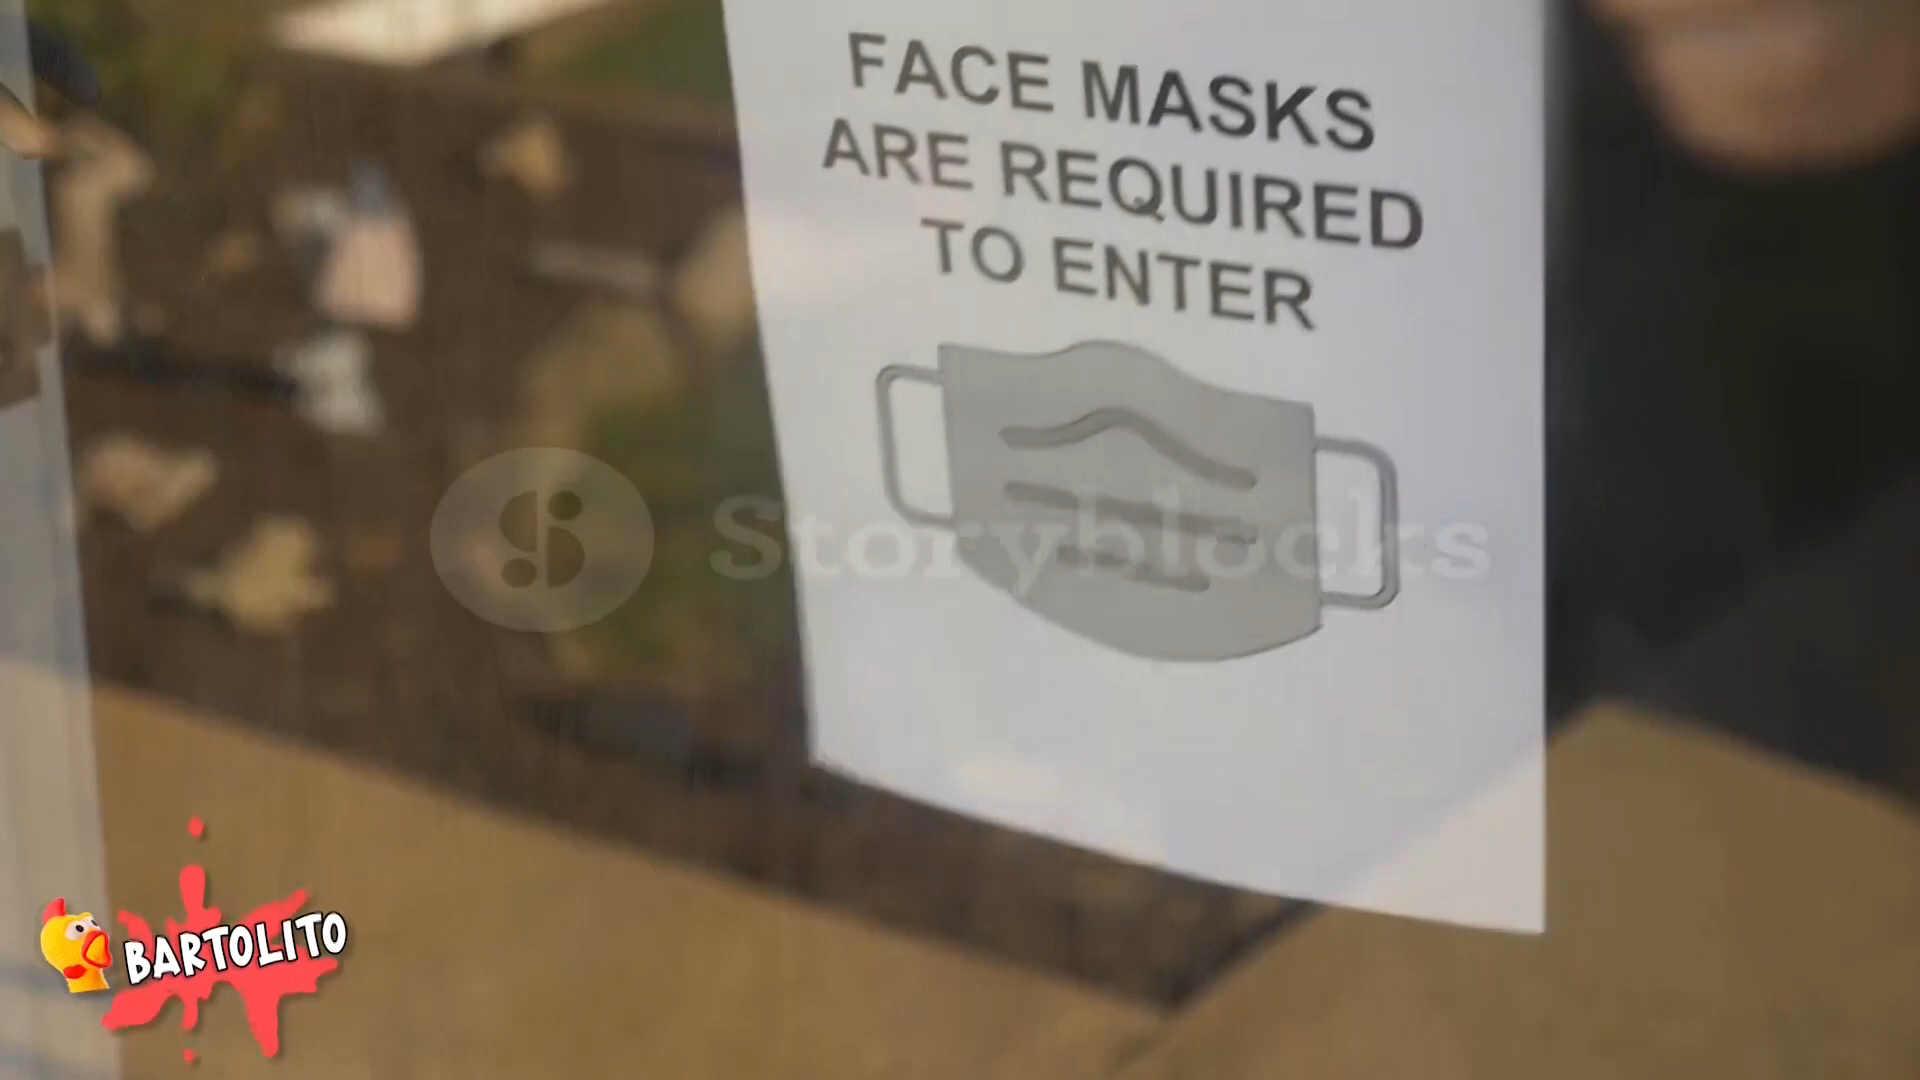 FACE MASKS
ARE REQUIRED
TO ENTER
Storyblocks
BARTOLITO